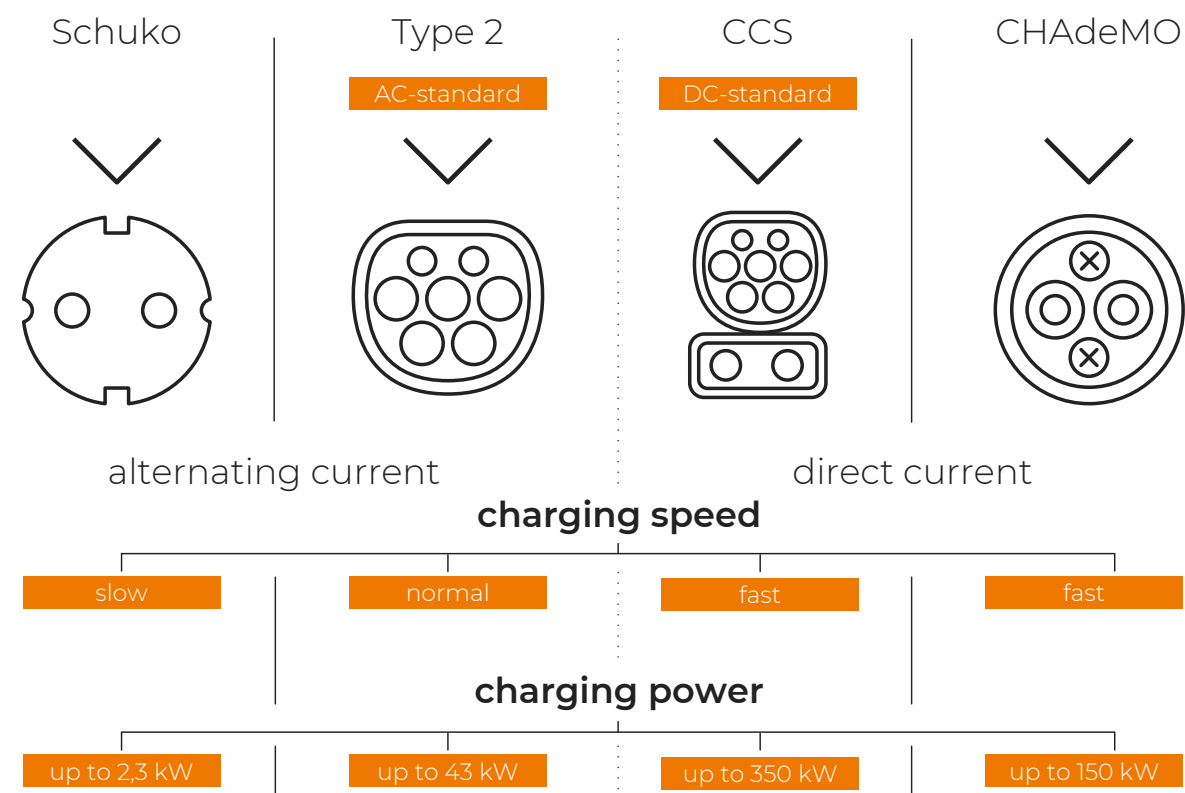 Schuko
Type 2
CCS
CHAdeMO
AC-standard
DC-standard
alternating current
direct current
charging speed
slow
normal
fast
fast
charging power
up to 2,3 kW
up to 43 kW
up to 350 kW
up to 150 kW